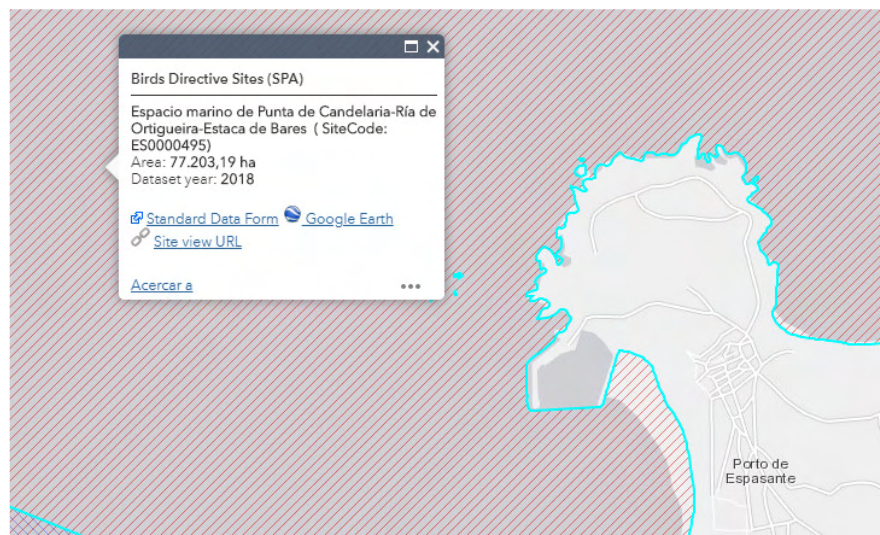 Birds Directive Sites (SPA)
Espacio marino de Punta de Candelaria-Ría de
Ortigueira-Estaca de Bares ( SiteCode:
ES0000495)
Area: 77.203,19 ha
Dataset year: 2018
Standard Data Form Google Earth
Site view URL
Acercar a
Porto de
Espasante